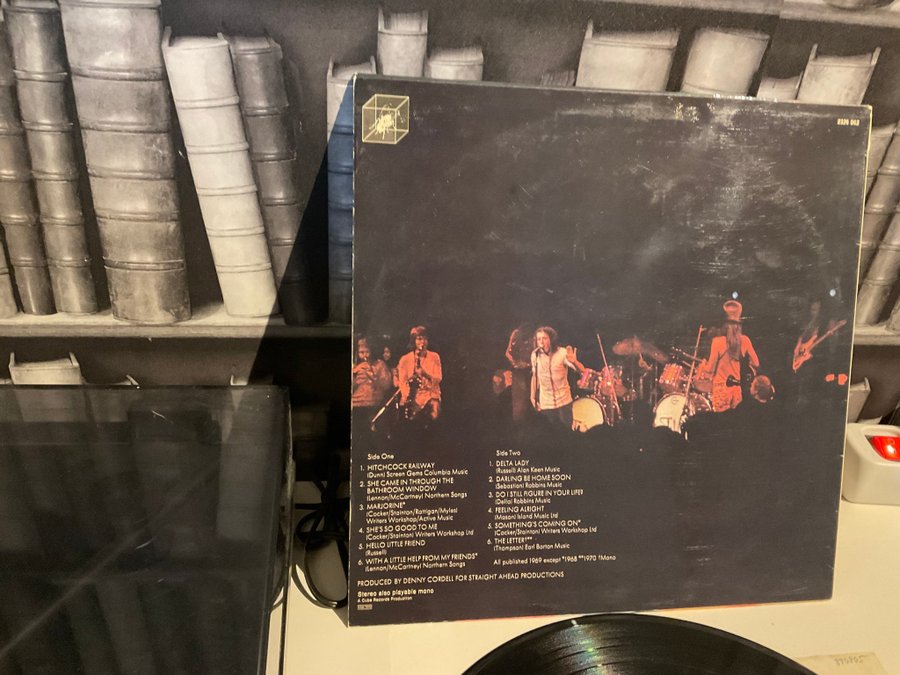 2326 002
Side One
1. HITCHCOCK RAILWAY
(Dunn) Screen Gems Columbia Music
2. SHE CAME IN THROUGH THE
BATHROOM WINDOW
(Lennon/McCartney) Northern Songs
3. MARJORINE*
(Cocker/Stainton/Rattigan/Myles)
Writers Workshop/Active Music
4. SHE'S SO GOOD TO ME
(Cocker/Stainton) Writers Workshop Ltd
5. HELLO LITTLE FRIEND
(Russell)
6. WITH A LITTLE HELP FROM MY FRIENDS*
(Lennon/McCartney) Northern Songs
Side Two
1. DELTA LADY
(Russell) Alan Keen Music
2. DARLING BE HOME SOON
(Sebastian) Robbins Music
3. DO I STILL FIGURE IN YOUR LIFE?
(Dello) Robbins Music
4. FEELING ALRIGHT
(Mason) Island Music Ltd
5. SOMETHING'S COMING ON*
(Cocker/Stainton) Writers Workshop Ltd
6. THE LETTER**
(Thompson) Earl Barton Music
All published 1969 except *1968 **1970 †Mono
PRODUCED BY DENNY CORDELL FOR STRAIGHT AHEAD PRODUCTIONS
Stereo also playable mono
A Cube Records Production